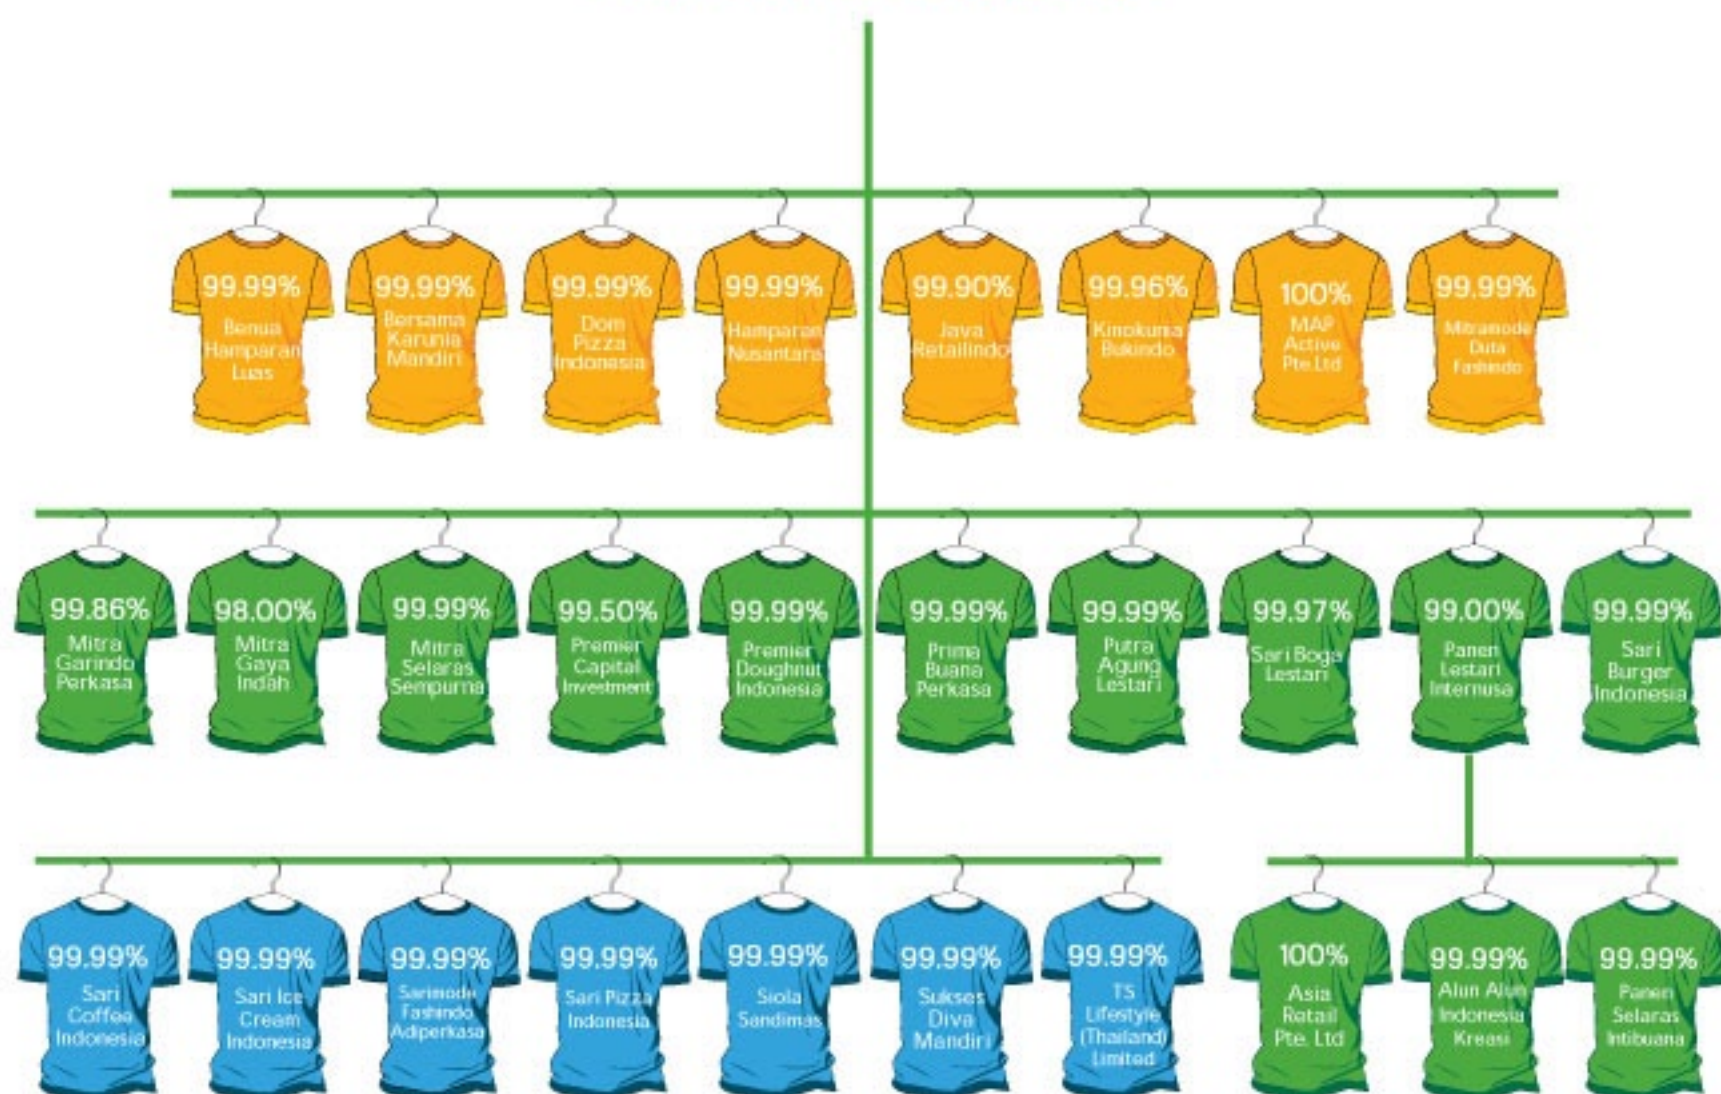 99.99%
Benua
Hamparan
Luas
99.99%
Bersama
Karunia
Mandiri
99.99%
Dom
Pizza
Indonesia
99.99%
Hamparan
Nusantara
99.90%
Java
Retailindo
99.96%
Kinokunia
Bukindo
100%
MAP
Active
Pte.Ltd
99.99%
Mitramode
Duta
Fashindo
99.86%
Mitra
Garindo
Perkasa
98.00%
Mitra
Gaya
Indah
99.99%
Mitra
Selaras
Sempurna
99.50%
Premier
Capital
Investment
99.99%
Premier
Doughnut
Indonesia
99.99%
Prima
Buana
Perkasa
99.99%
Putra
Agung
Lestari
99.97%
Sari Boga
Lestari
99.00%
Panen
Lestari
Internusa
99.99%
Sari
Burger
Indonesia
99.99%
Sari
Coffee
Indonesia
99.99%
Sari Ice
Cream
Indonesia
99.99%
Sarimode
Fashindo
Adiperkasa
99.99%
Sari Pizza
Indonesia
99.99%
Siola
Sandimas
99.99%
Sukses
Diva
Mandiri
99.99%
TS
Lifestyle
(Thailand)
Limited
100%
Asia
Retail
Pte. Ltd
99.99%
Alun Alun
Indonesia
Kreasi
99.99%
Panen
Selaras
Intibuana